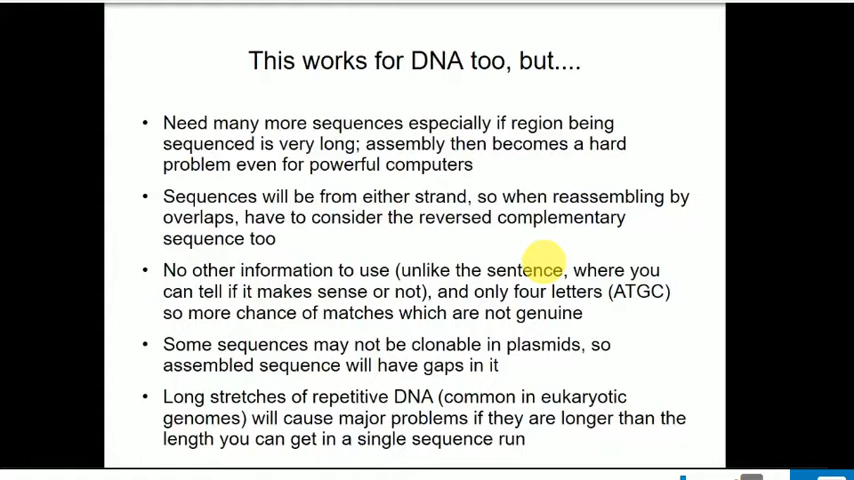 This works for DNA too, but....
• Need many more sequences especially if region being
sequenced is very long; assembly then becomes a hard
problem even for powerful computers
• Sequences will be from either strand, so when reassembling by
overlaps, have to consider the reversed complementary
sequence too
• No other information to use (unlike the sentence, where you
can tell if it makes sense or not), and only four letters (ATGC)
so more chance of matches which are not genuine
• Some sequences may not be clonable in plasmids, so
assembled sequence will have gaps in it
• Long stretches of repetitive DNA (common in eukaryotic
genomes) will cause major problems if they are longer than the
length you can get in a single sequence run